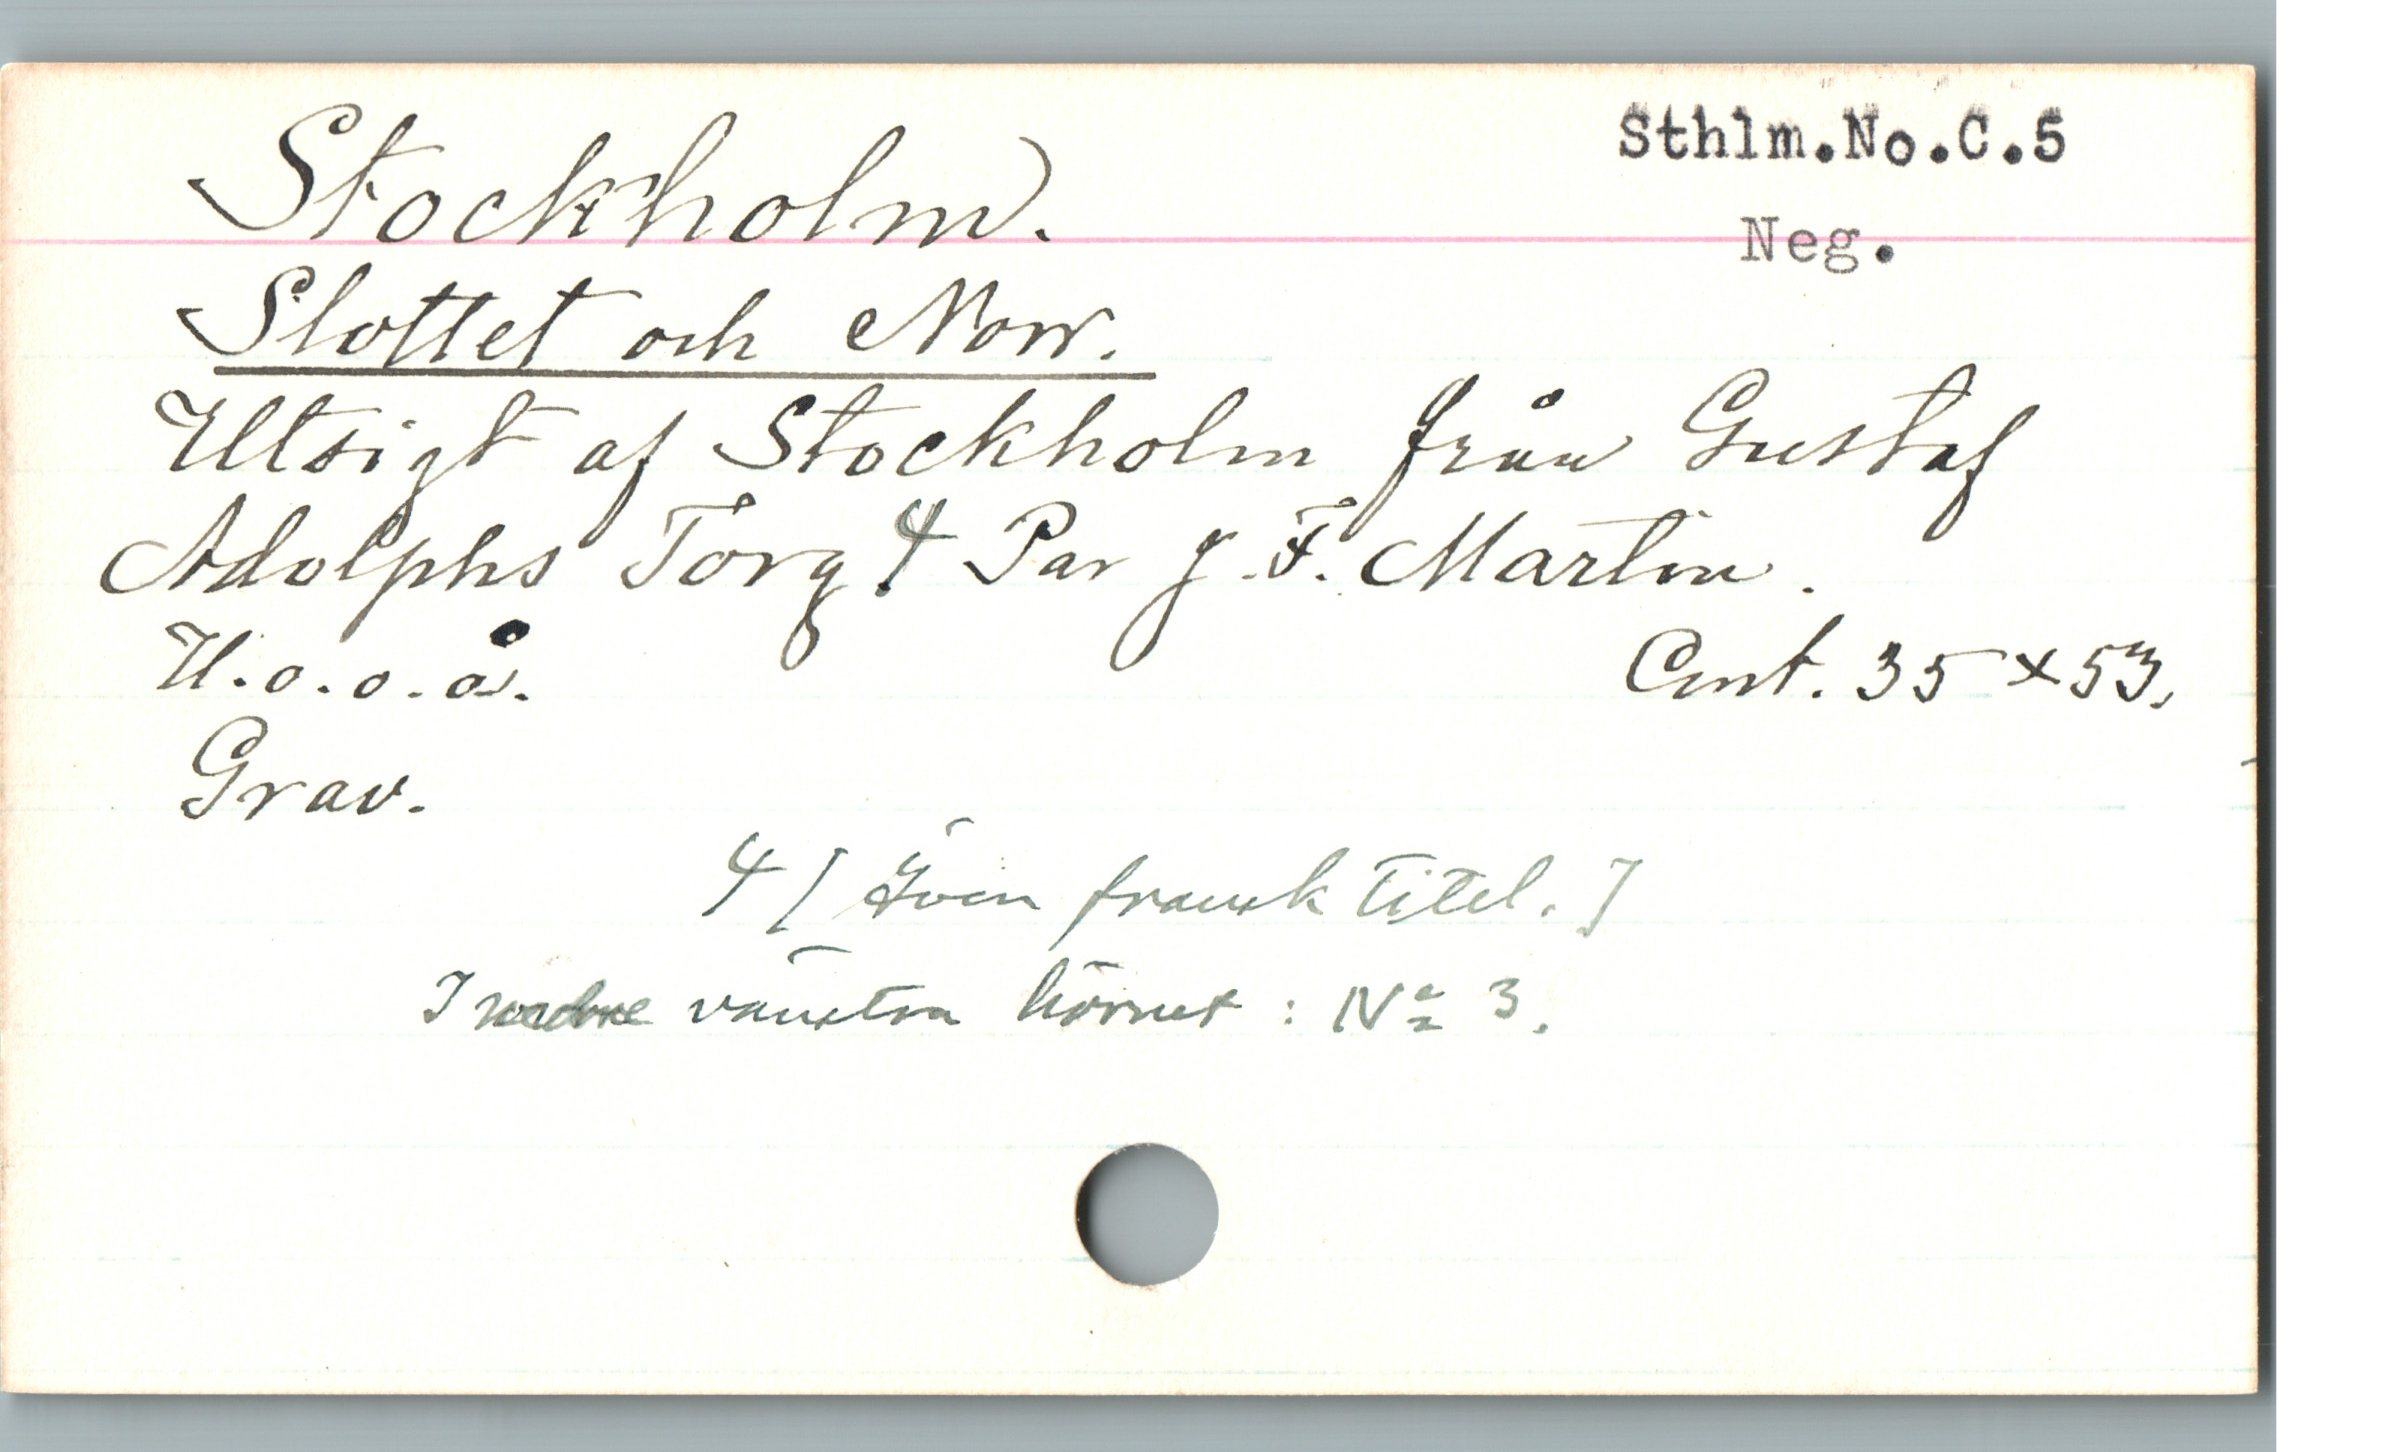 Stockholm.
Sthlm.No.C.5
Neg.
Slottet och Norr.
Utsigt af Stockholm från Gustaf
Adolphs Torg. 4 Par J. F. Martin.
U.o.o.å.
Cent. 35 x 53.
Grav.
4 [Även fransk titel.]
I nedre vänstra hörnet: No 3.